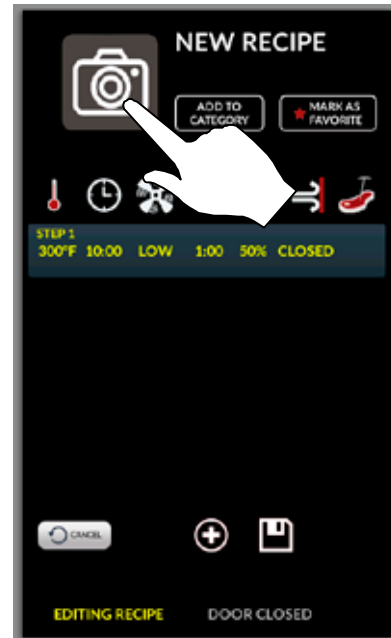 NEW RECIPE
ADD TO
CATEGORY
MARK AS
FAVORITE
STEP 1
300°F 10:00 LOW 1:00 50% CLOSED
CANCEL
EDITING RECIPE DOOR CLOSED